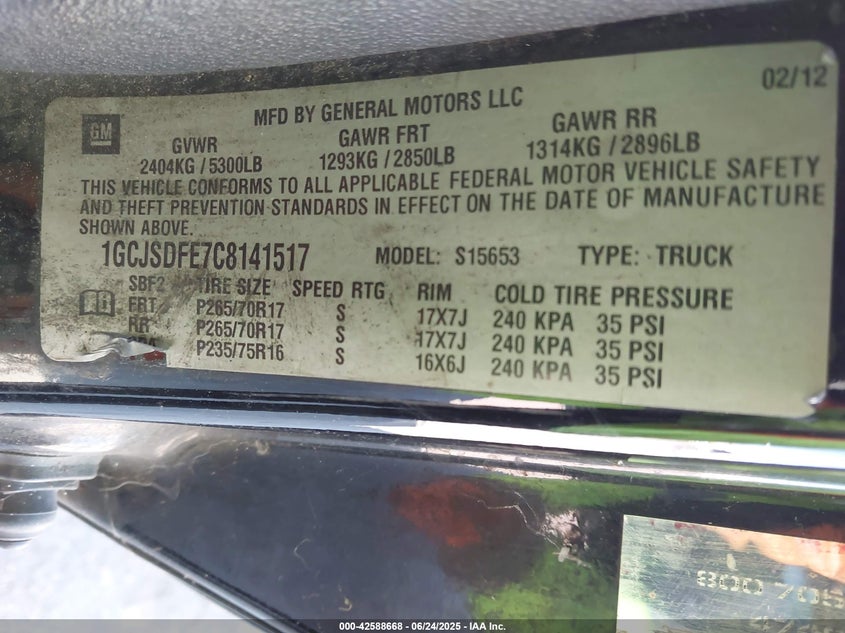 02/12
GM
MFD BY GENERAL MOTORS LLC
GVWR GAWR FRT GAWR RR
2404KG / 5300LB 1293KG / 2850LB 1314KG / 2896LB
THIS VEHICLE CONFORMS TO ALL APPLICABLE FEDERAL MOTOR VEHICLE SAFETY
AND THEFT PREVENTION STANDARDS IN EFFECT ON THE DATE OF MANUFACTURE
SHOWN ABOVE.
1GCJSDFE7C8141517 MODEL: S15653 TYPE: TRUCK
SBF2 TIRE SIZE SPEED RTG RIM COLD TIRE PRESSURE
FRT P265/70R17 S 17X7J 240 KPA 35 PSI
RR P265/70R17 S 17X7J 240 KPA 35 PSI
P235/75R16 S 16X6J 240 KPA 35 PSI
800 705
000-42588668 - 06/24/2025 - IAA Inc.